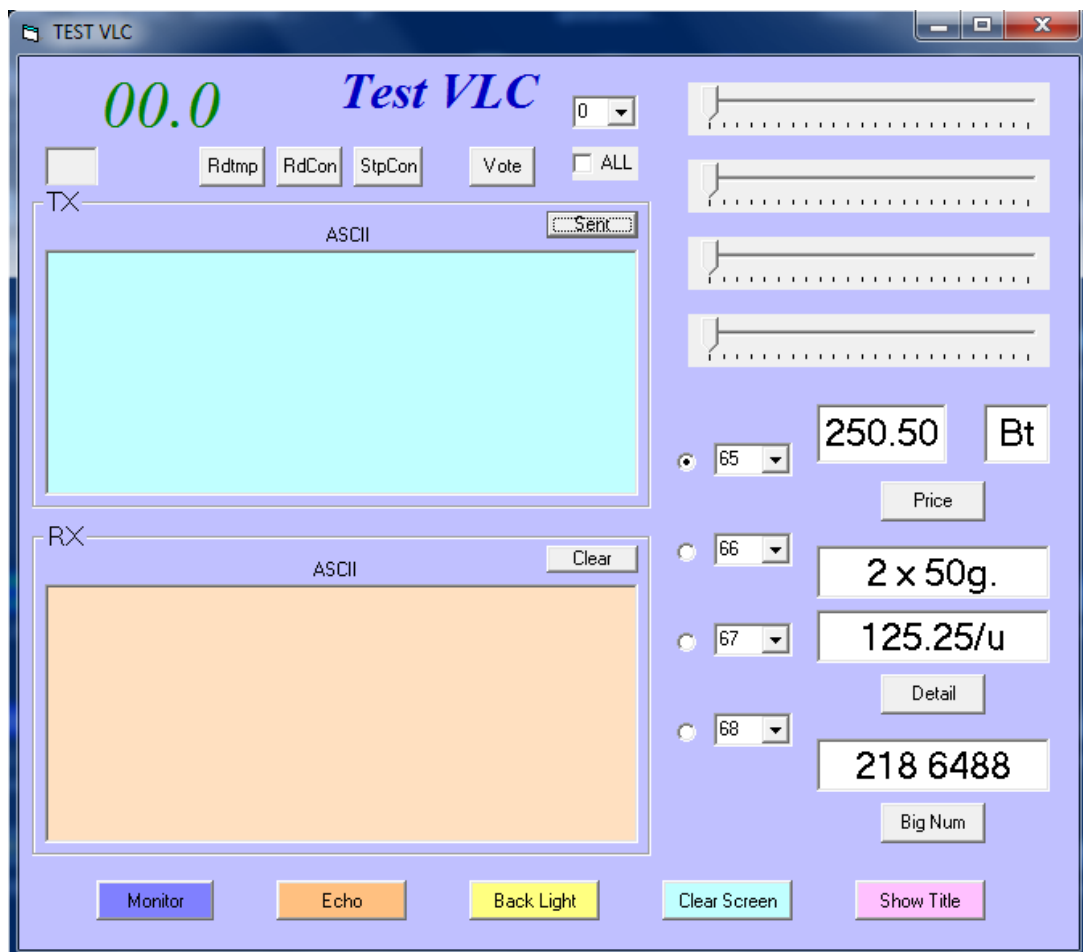 TEST VLC
00.0
Test VLC
0
Rdtmp
RdCon
StpCon
Vote
ALL
TX
ASCII
Sent
RX
ASCII
Clear
65
250.50
Bt
Price
66
2 x 50g.
67
125.25/u
Detail
68
218 6488
Big Num
Monitor
Echo
Back Light
Clear Screen
Show Title